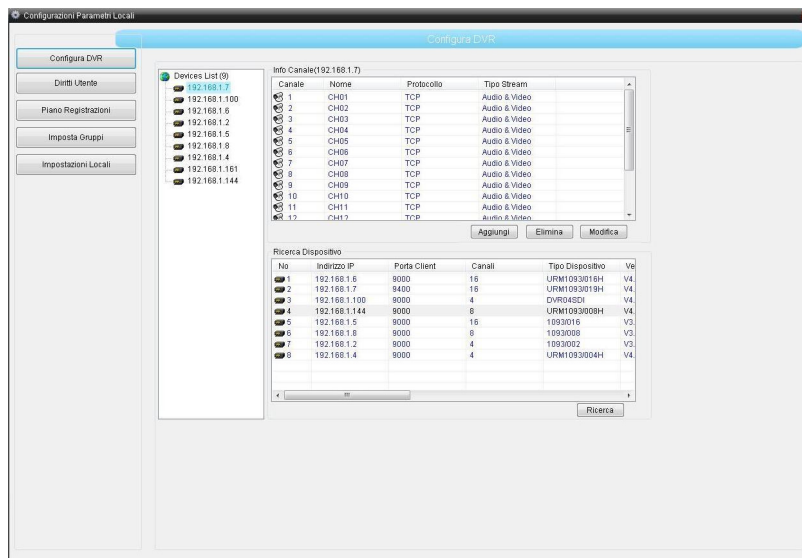 Configurazioni Parametri Locali
Configura DVR
Configura DVR
Diritti Utente
Piano Registrazioni
Imposta Gruppi
Impostazioni Locali
Devices List (9)
192.168.1.7
192.168.1.100
192.168.1.6
192.168.1.2
192.168.1.5
192.168.1.8
192.168.1.4
192.168.1.161
192.168.1.144
Info Canale(192.168.1.7)
Canale Nome Protocollo Tipo Stream
1 CH01 TCP Audio & Video
2 CH02 TCP Audio & Video
3 CH03 TCP Audio & Video
4 CH04 TCP Audio & Video
5 CH05 TCP Audio & Video
6 CH06 TCP Audio & Video
7 CH07 TCP Audio & Video
8 CH08 TCP Audio & Video
9 CH09 TCP Audio & Video
10 CH10 TCP Audio & Video
11 CH11 TCP Audio & Video
12 CH12 TCP Audio & Video
Aggiungi Elimina Modifica
Ricerca Dispositivo
No Indirizzo IP Porta Client Canali Tipo Dispositivo Ve
1 192.168.1.6 9000 16 URM1093/016H V4.
2 192.168.1.7 9400 16 URM1093/019H V4.
3 192.168.1.100 9000 4 DVR04SDI V4.
4 192.168.1.144 9000 8 URM1093/008H V4.
5 192.168.1.5 9000 16 1093/016 V3.
6 192.168.1.8 9000 8 1093/008 V3.
7 192.168.1.2 9000 4 1093/002 V3.
8 192.168.1.4 9000 4 URM1093/004H V4.
Ricerca